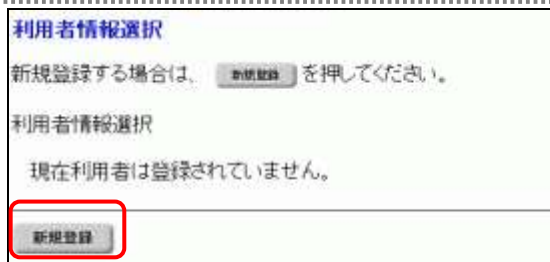 利用者情報選択
新規登録する場合は、 新規登録 を押してください。
利用者情報選択
現在利用者は登録されていません。
新規登録